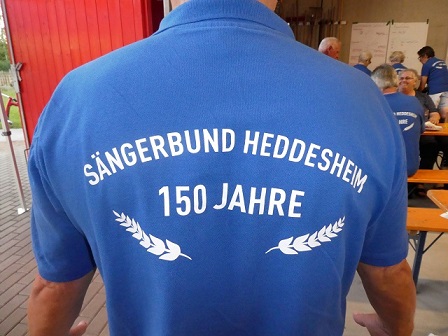 SÄNGERBUND HEDDESHEIM
150 JAHRE